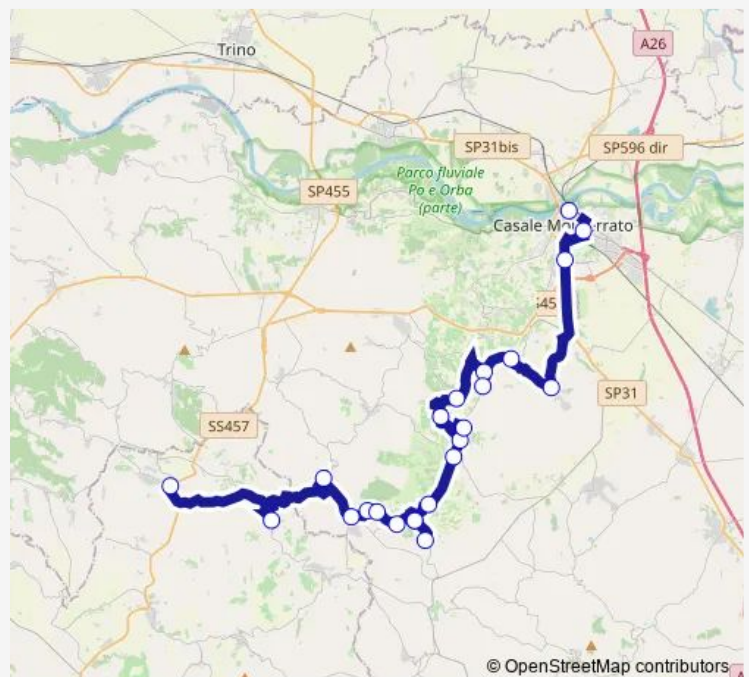 A26
Trino
SP31bis
SP596 dir
Parco fluviale
Po e Orba
(parte)
SP455
SP31
SS457
© OpenStreetMap contributors